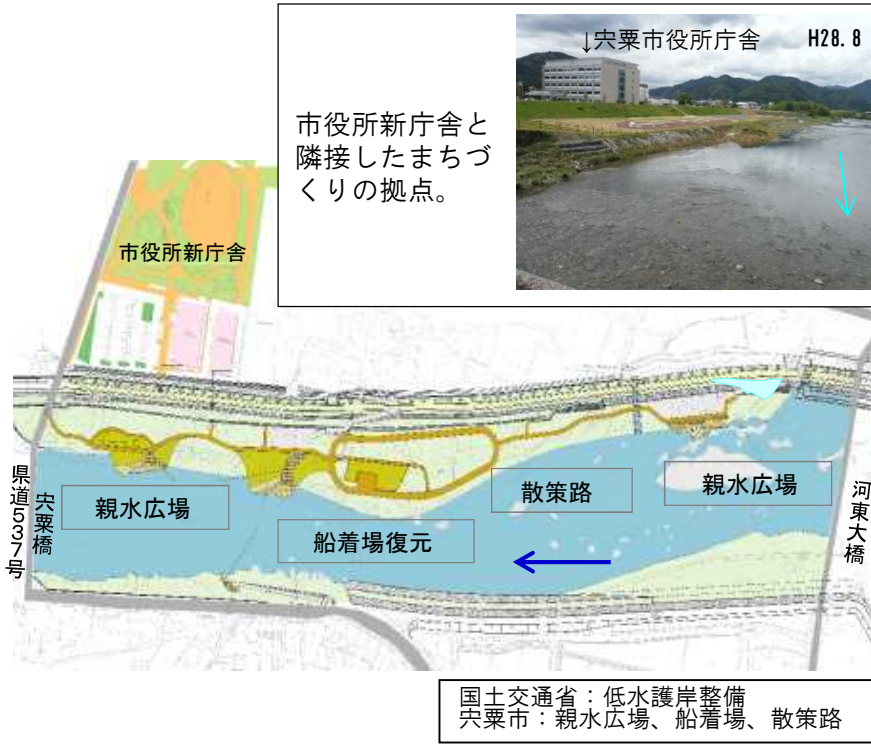 ↓宍粟市役所庁舎
H28.8
市役所新庁舎と
隣接したまちづ
くりの拠点。
市役所新庁舎
県道537号
宍粟橋
親水広場
船着場復元
散策路
親水広場
河東大橋
国土交通省：低水護岸整備
宍粟市：親水広場、船着場、散策路